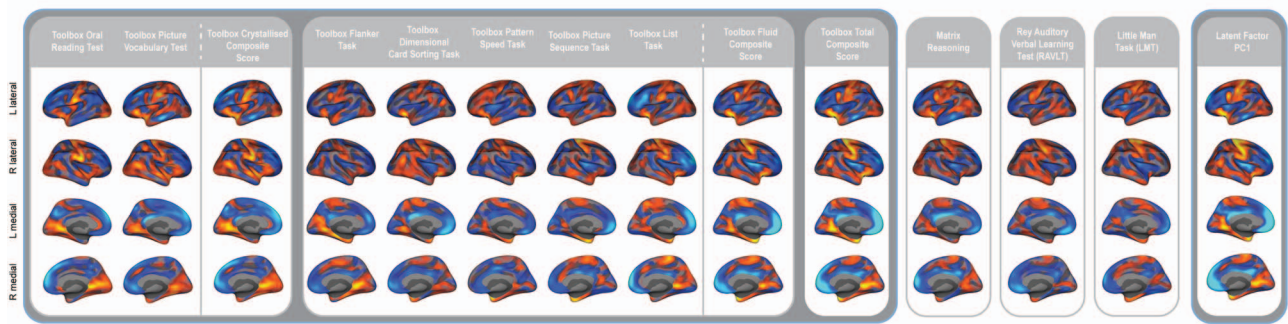 Toolbox Oral
Reading Test
Toolbox Picture
Vocabulary Test
Toolbox Crystallised
Composite
Score
Toolbox Flanker
Task
Toolbox
Dimensional
Card Sorting Task
Toolbox Pattern
Speed Task
Toolbox Picture
Sequence Task
Toolbox List
Task
Toolbox Fluid
Composite
Score
Toolbox Total
Composite
Score
Matrix
Reasoning
Rey Auditory
Verbal Learning
Test (RAVLT)
Little Man
Task (LMT)
Latent Factor
PC1
L lateral
R lateral
L medial
R medial